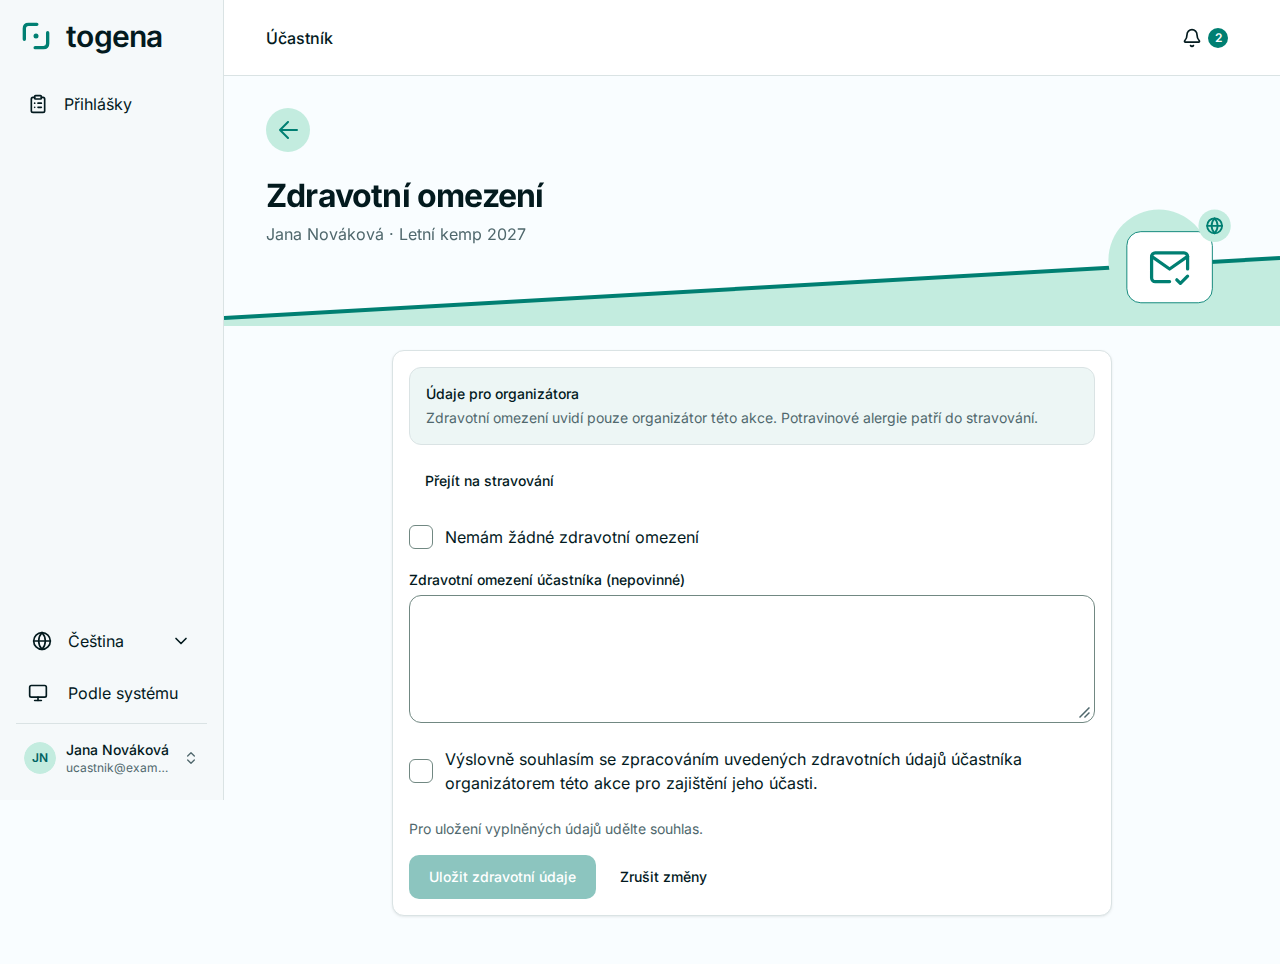 togena
Účastník
2
Přihlášky
Zdravotní omezení
Jana Nováková · Letní kemp 2027
Údaje pro organizátora
Zdravotní omezení uvidí pouze organizátor této akce. Potravinové alergie patří do stravování.
Přejít na stravování
Nemám žádné zdravotní omezení
Zdravotní omezení účastníka (nepovinné)
Výslovně souhlasím se zpracováním uvedených zdravotních údajů účastníka
organizátorem této akce pro zajištění jeho účasti.
Pro uložení vyplněných údajů udělte souhlas.
Uložit zdravotní údaje
Zrušit změny
Čeština
Podle systému
JN
Jana Nováková
ucastnik@exam...